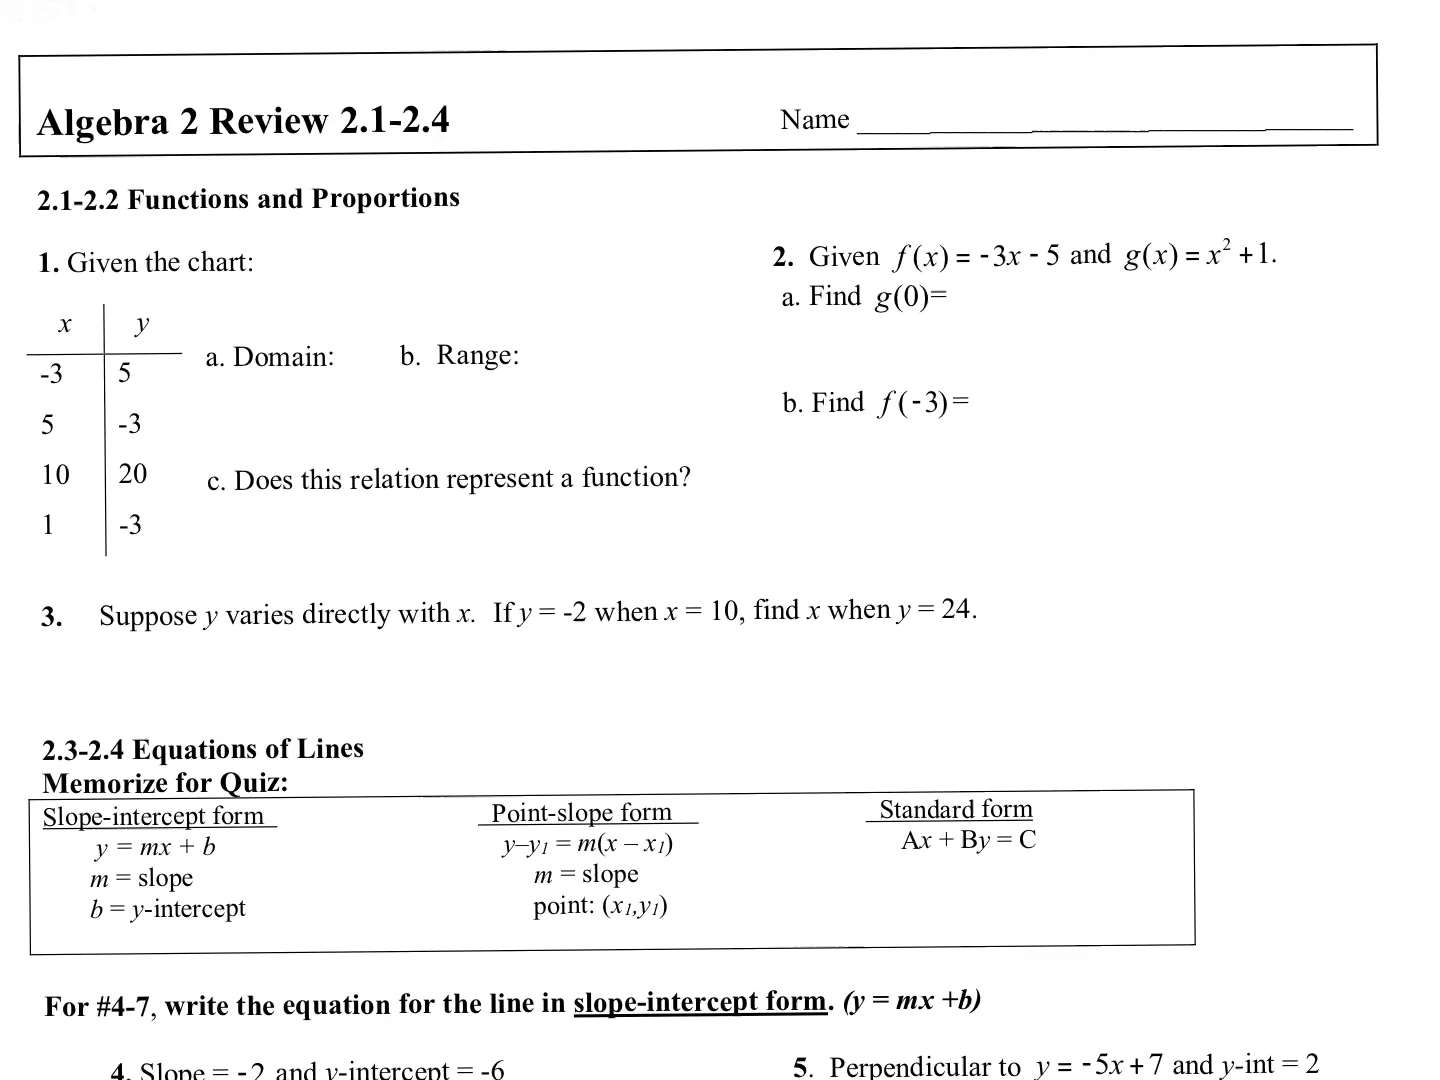 Algebra 2 Review 2.1-2.4 Name ____________________
2.1-2.2 Functions and Proportions
1. Given the chart:
x y
-3 5
5 -3
10 20
1 -3
a. Domain: b. Range:
c. Does this relation represent a function?
2. Given f(x) = -3x - 5 and g(x) = x² + 1.
a. Find g(0)=
b. Find f(-3)=
3. Suppose y varies directly with x. If y = -2 when x = 10, find x when y = 24.
2.3-2.4 Equations of Lines
Memorize for Quiz:
Slope-intercept form
y = mx + b
m = slope
b = y-intercept
Point-slope form
y–y₁ = m(x – x₁)
m = slope
point: (x₁,y₁)
Standard form
Ax + By = C
For #4-7, write the equation for the line in slope-intercept form. (y = mx +b)
4. Slope = -2 and y-intercept = -6
5. Perpendicular to y = -5x + 7 and y-int = 2